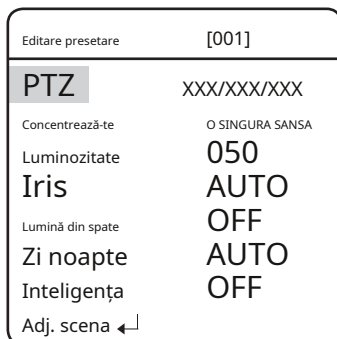 Editare presetare [001]
PTZ XXX/XXX/XXX
Concentrează-te O SINGURA SANSA
Luminozitate 050
Iris AUTO
Lumină din spate OFF
Zi noapte AUTO
Inteligența OFF
Adj. scena ↵